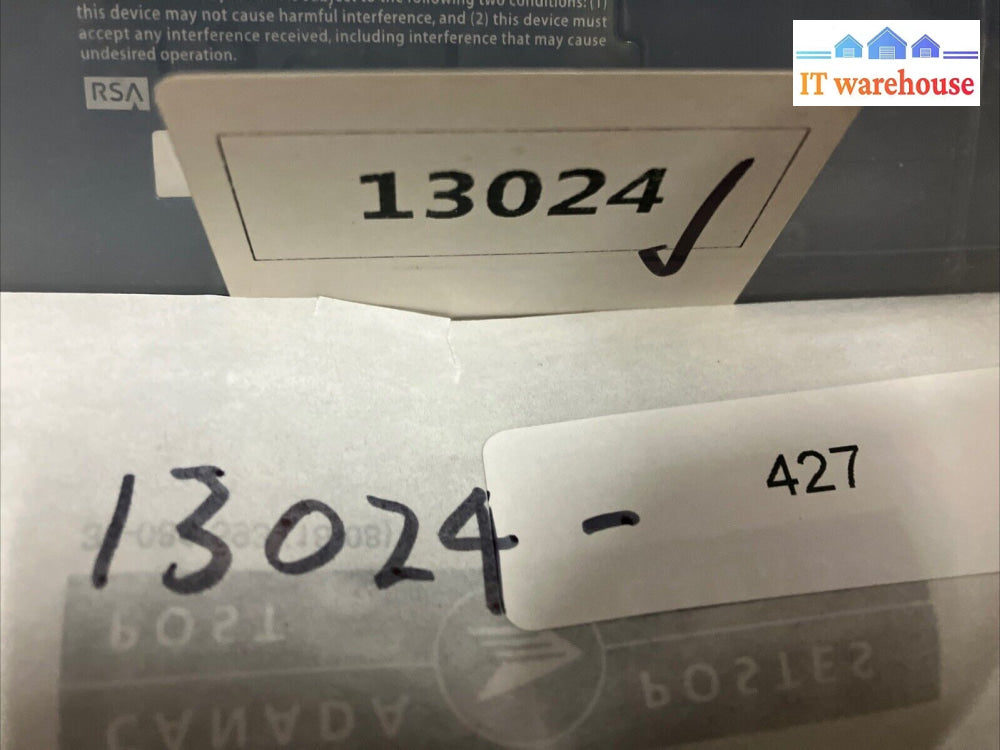 this device may not cause harmful interference, and (2) this device must
accept any interference received, including interference that may cause
undesired operation.
RSA
IT warehouse
13024✓
427
13024 -
POST
POSTES
CANADA